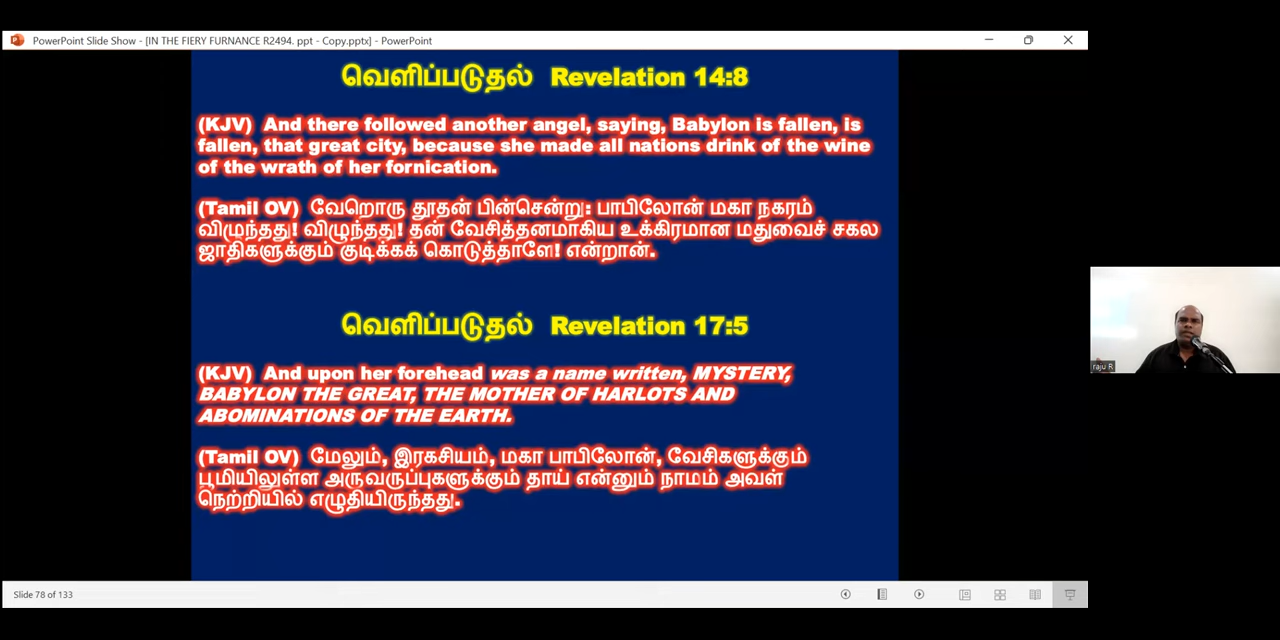 PowerPoint Slide Show - [IN THE FIERY FURNANCE R2494. ppt - Copy.pptx] - PowerPoint
வெளிப்படுதல் Revelation 14:8
(KJV) And there followed another angel, saying, Babylon is fallen, is
fallen, that great city, because she made all nations drink of the wine
of the wrath of her fornication.
(Tamil OV) வேறொரு தூதன் பின்சென்று: பாபிலோன் மகா நகரம்
விழுந்தது! விழுந்தது! தன் வேசித்தனமாகிய உக்கிரமான மதுவைச் சகல
ஜாதிகளுக்கும் குடிக்கக் கொடுத்தாளே! என்றான்.
வெளிப்படுதல் Revelation 17:5
(KJV) And upon her forehead was a name written, MYSTERY,
BABYLON THE GREAT, THE MOTHER OF HARLOTS AND
ABOMINATIONS OF THE EARTH.
(Tamil OV) மேலும், இரகசியம், மகா பாபிலோன், வேசிகளுக்கும்
பூமியிலுள்ள அருவருப்புகளுக்கும் தாய் என்னும் நாமம் அவள்
நெற்றியில் எழுதியிருந்தது.
raju R
Slide 78 of 133